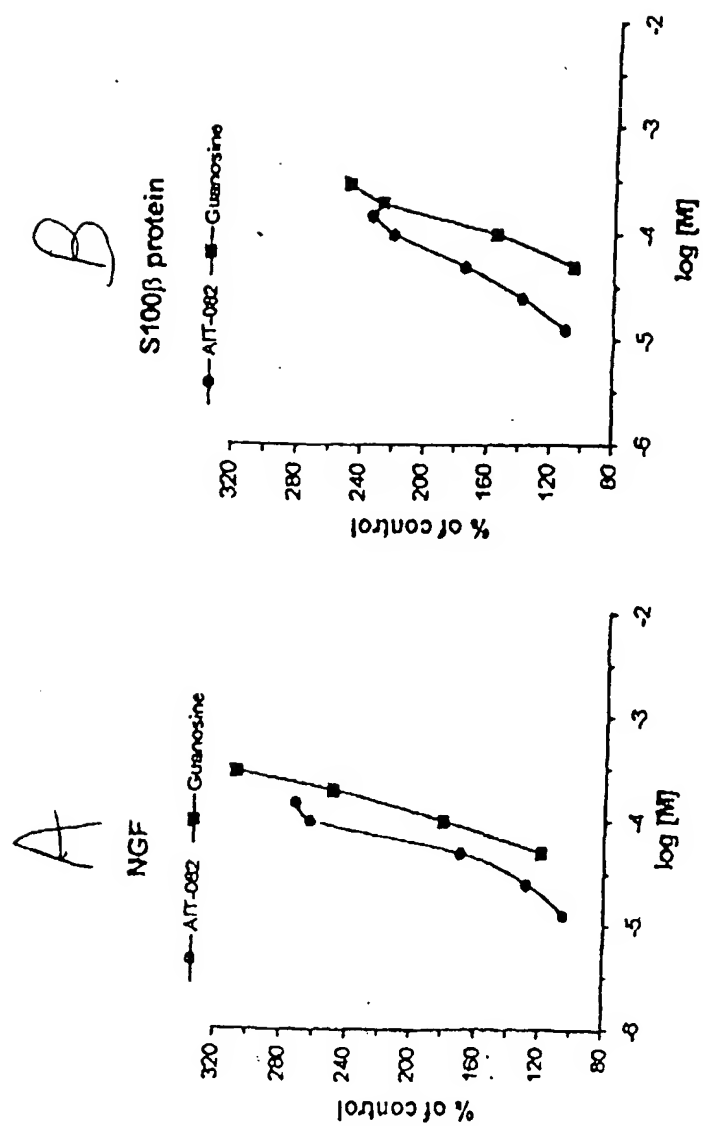 A
NGF
AIT-082 Guanosine
320
280
240
200
160
120
80
% of control
-6
-5
-4
-3
-2
log [M]
B
S100β protein
AIT-082 Guanosine
320
280
240
200
160
120
80
% of control
-6
-5
-4
-3
-2
log [M]